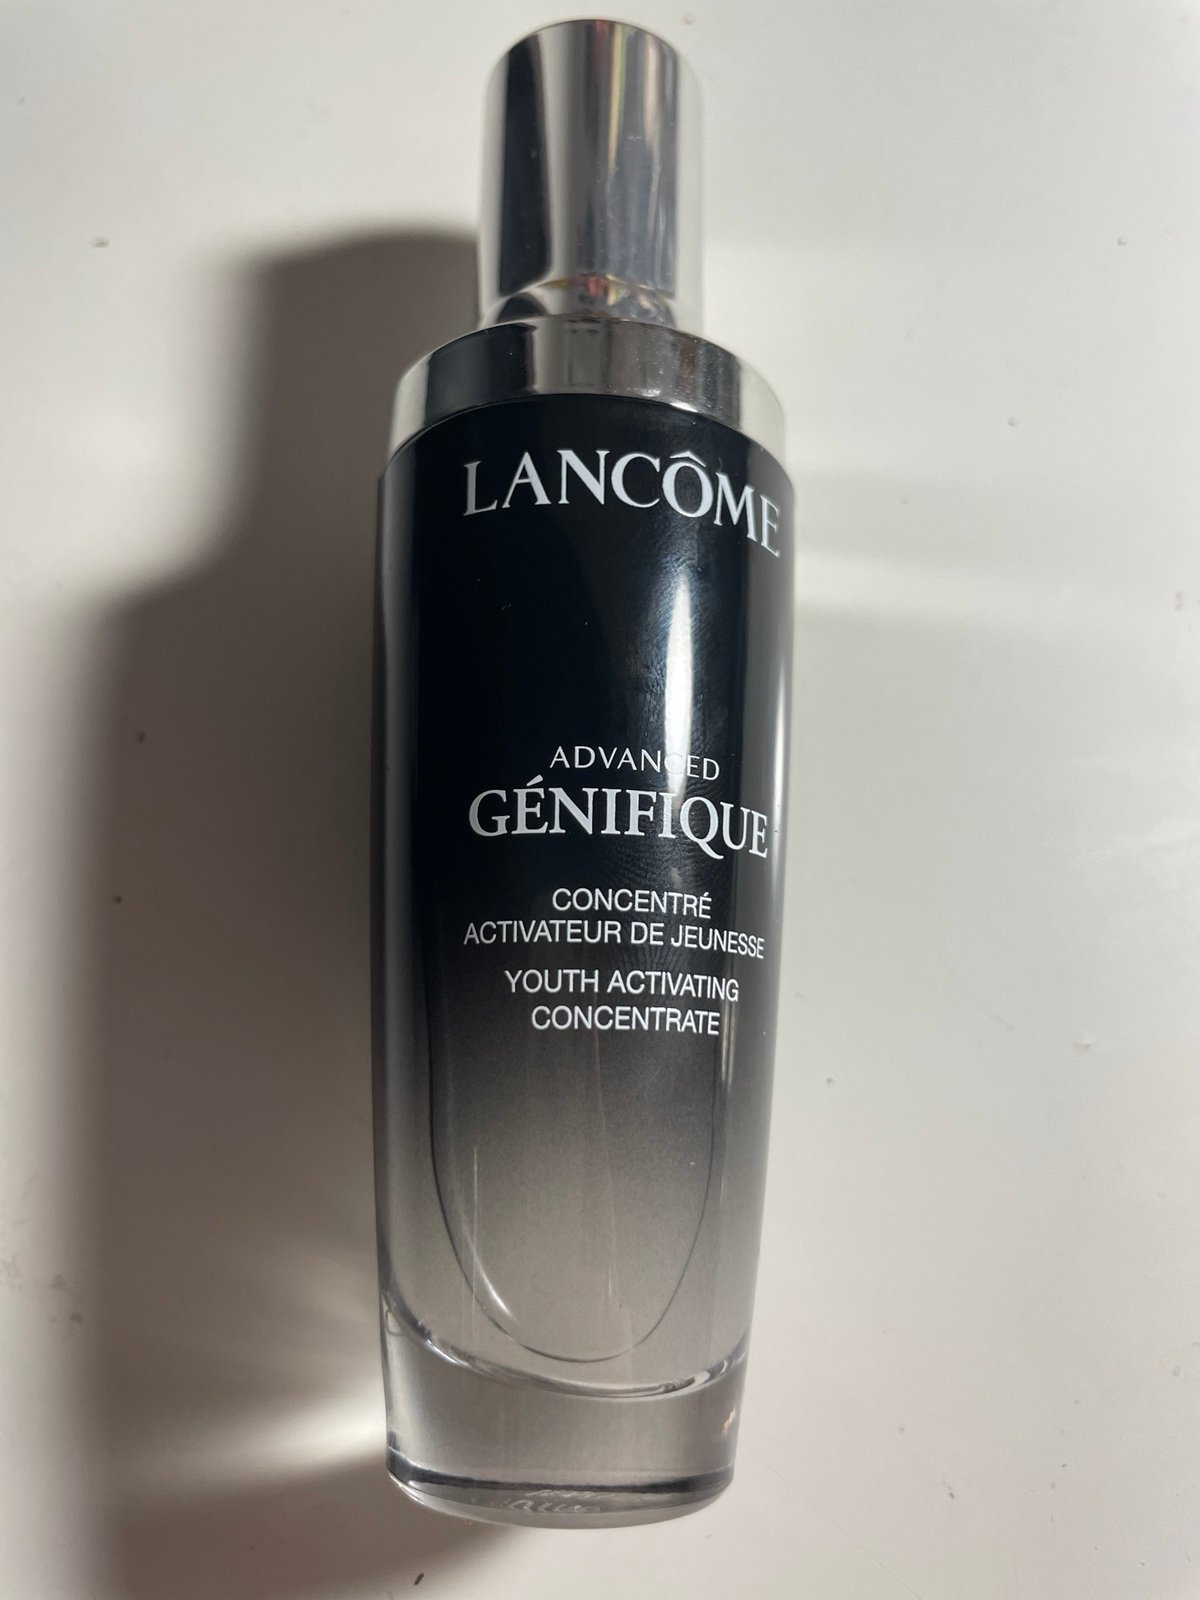 LANCÔME
ADVANCED
GÉNIFIQUE
CONCENTRÉ
ACTIVATEUR DE JEUNESSE
YOUTH ACTIVATING
CONCENTRATE